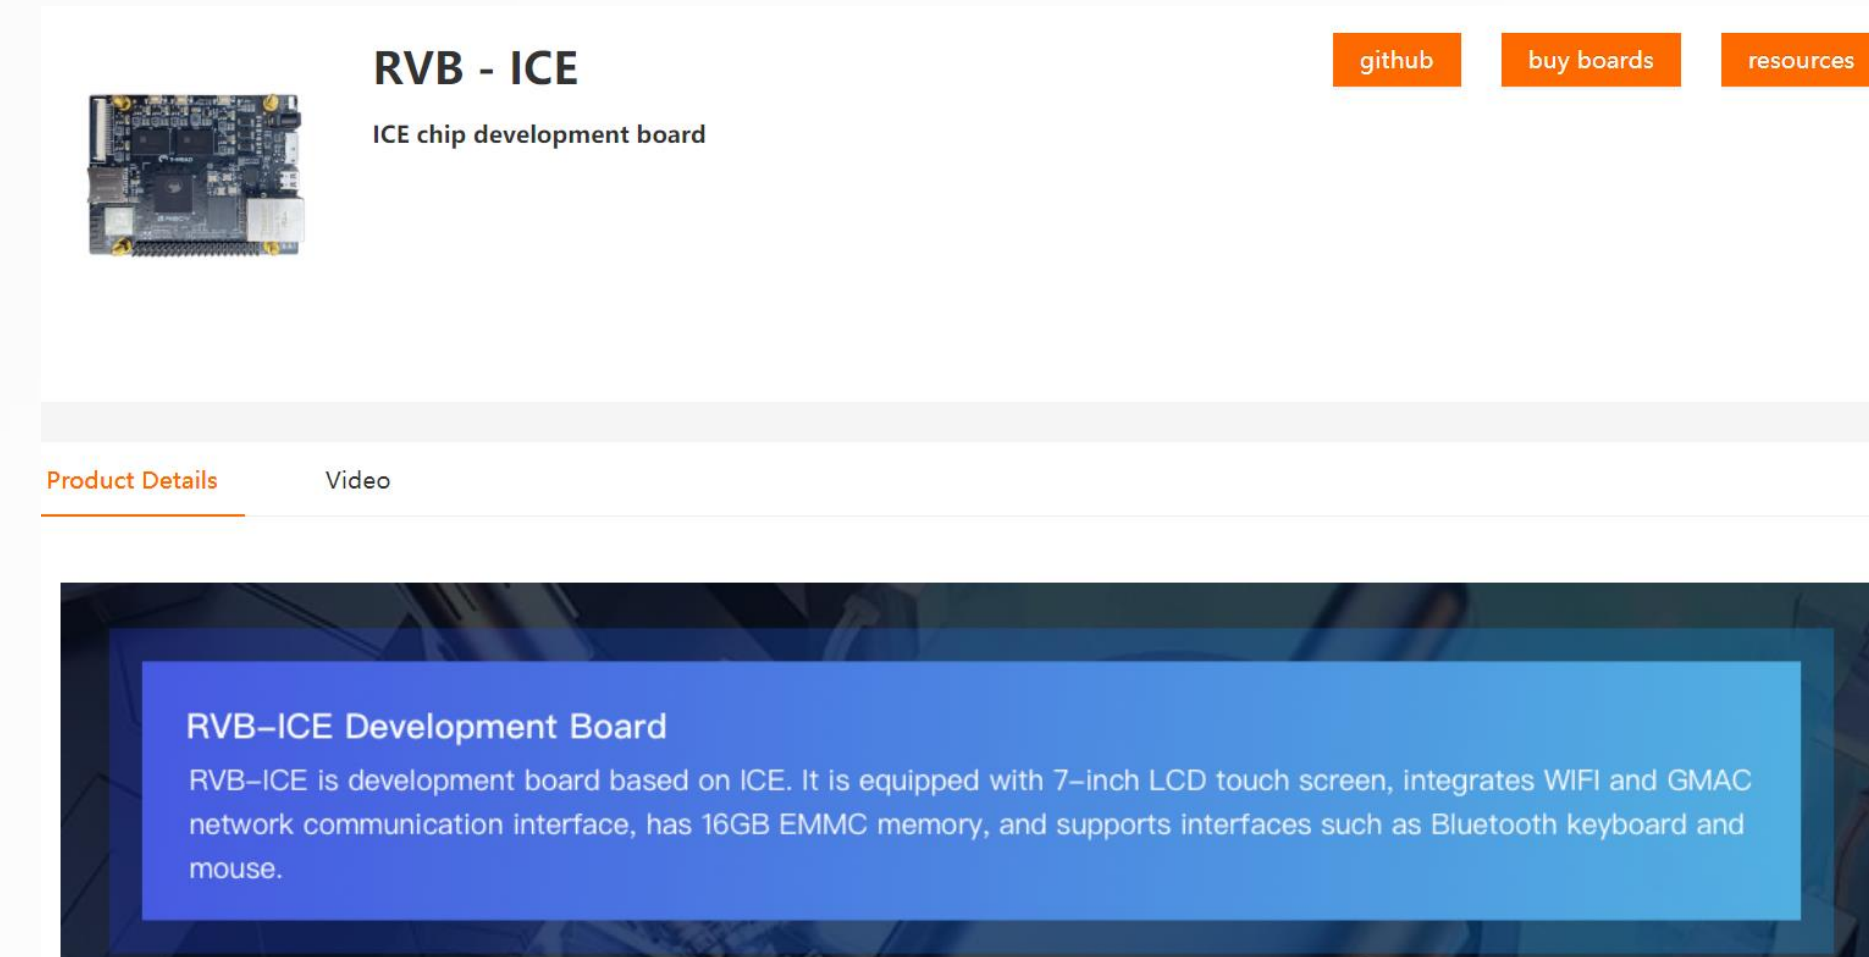 RVB - ICE
github
buy boards
resources
ICE chip development board
T-HEAD
Product Details
Video
RVB-ICE Development Board
RVB-ICE is development board based on ICE. It is equipped with 7-inch LCD touch screen, integrates WIFI and GMAC
network communication interface, has 16GB EMMC memory, and supports interfaces such as Bluetooth keyboard and
mouse.